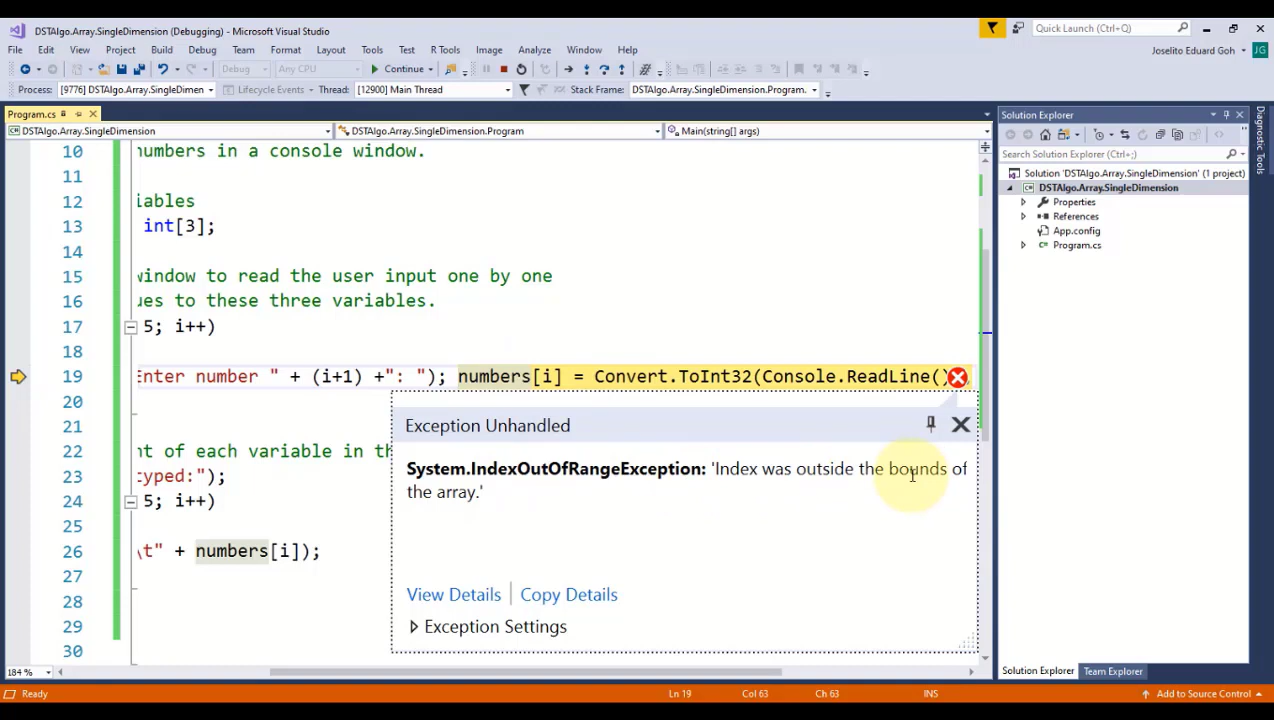 DSTAlgo.Array.SingleDimension (Debugging) - Microsoft Visual Studio
Quick Launch (Ctrl+Q)
File Edit View Project Build Debug Team Format Layout Tools Test R Tools Image Analyze Window Help
Joselito Eduard Goh JG
Debug Any CPU Continue
Process: [9776] DSTAlgo.Array.SingleDimen Lifecycle Events Thread: [12900] Main Thread Stack Frame: DSTAlgo.Array.SingleDimension.Program.
Program.cs
DSTAlgo.Array.SingleDimension DSTAlgo.Array.SingleDimension.Program Main(string[] args)
10 numbers in a console window.
11
12 iables
13 int[3];
14
15 window to read the user input one by one
16 ues to these three variables.
17 5; i++)
18
19 Enter number " + (i+1) +": "); numbers[i] = Convert.ToInt32(Console.ReadLine()
20
21
22 nt of each variable in th
23 typed:");
24 5; i++)
25
26 \t" + numbers[i]);
27
28
29
30
Exception Unhandled
System.IndexOutOfRangeException: 'Index was outside the bounds of
the array.'
View Details Copy Details
Exception Settings
184 %
Solution Explorer
Search Solution Explorer (Ctrl+;)
Solution 'DSTAlgo.Array.SingleDimension' (1 project)
DSTAlgo.Array.SingleDimension
Properties
References
App.config
Program.cs
Solution Explorer Team Explorer
Diagnostic Tools
Ready Ln 19 Col 63 Ch 63 INS Add to Source Control